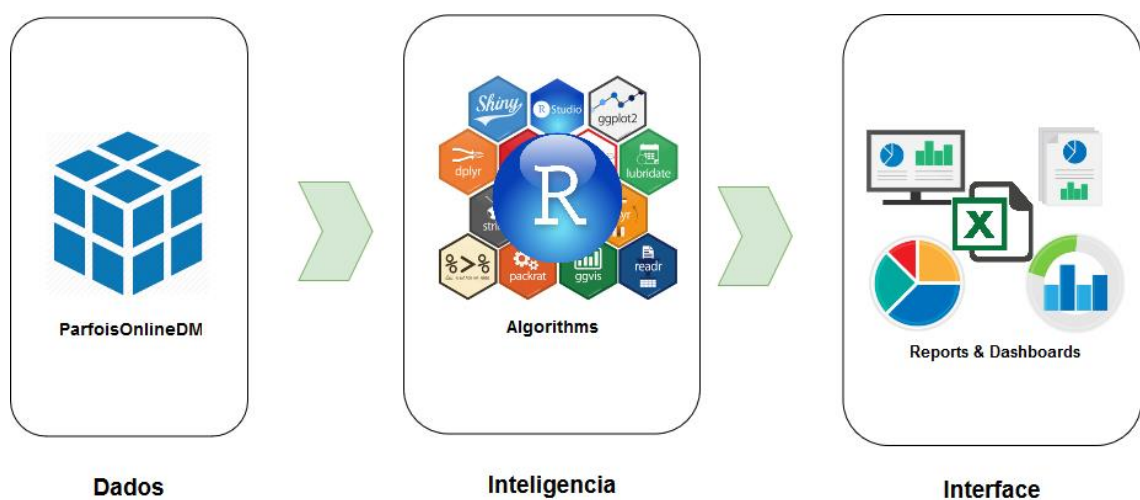 Shiny
R Studio
ggplot2
dplyr
lubridate
R
%>%
packrat
ggvis
readr
X
ParfoisOnlineDM
Algorithms
Reports & Dashboards
Dados
Inteligencia
Interface